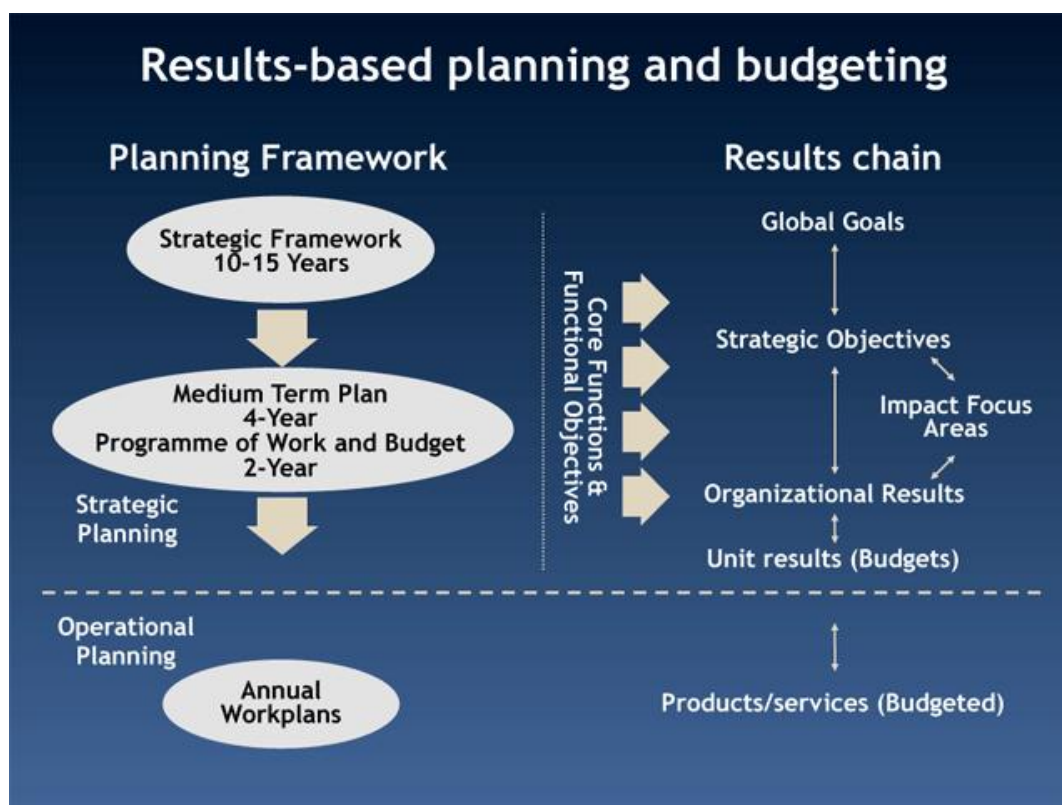 Results-based planning and budgeting
Planning Framework
Strategic Framework
10-15 Years
Medium Term Plan
4-Year
Programme of Work and Budget
2-Year
Strategic
Planning
Operational
Planning
Annual
Workplans
Core Functions &
Functional Objectives
Results chain
Global Goals
Strategic Objectives
Impact Focus
Areas
Organizational Results
Unit results (Budgets)
Products/services (Budgeted)